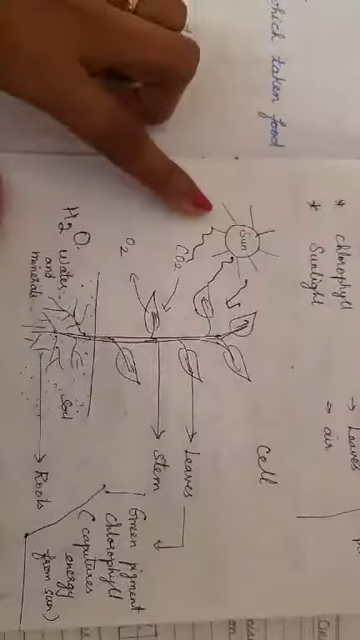 which taken food
* chlorophyll
* Sunlight
→ Leaves
→ air
Cell
Sun
CO2
O2
H2O.
Water
and
minerals
Soil
Leaves
Stem
Roots
Green pigment
chlorophyll
( caputures
energy
from sun)